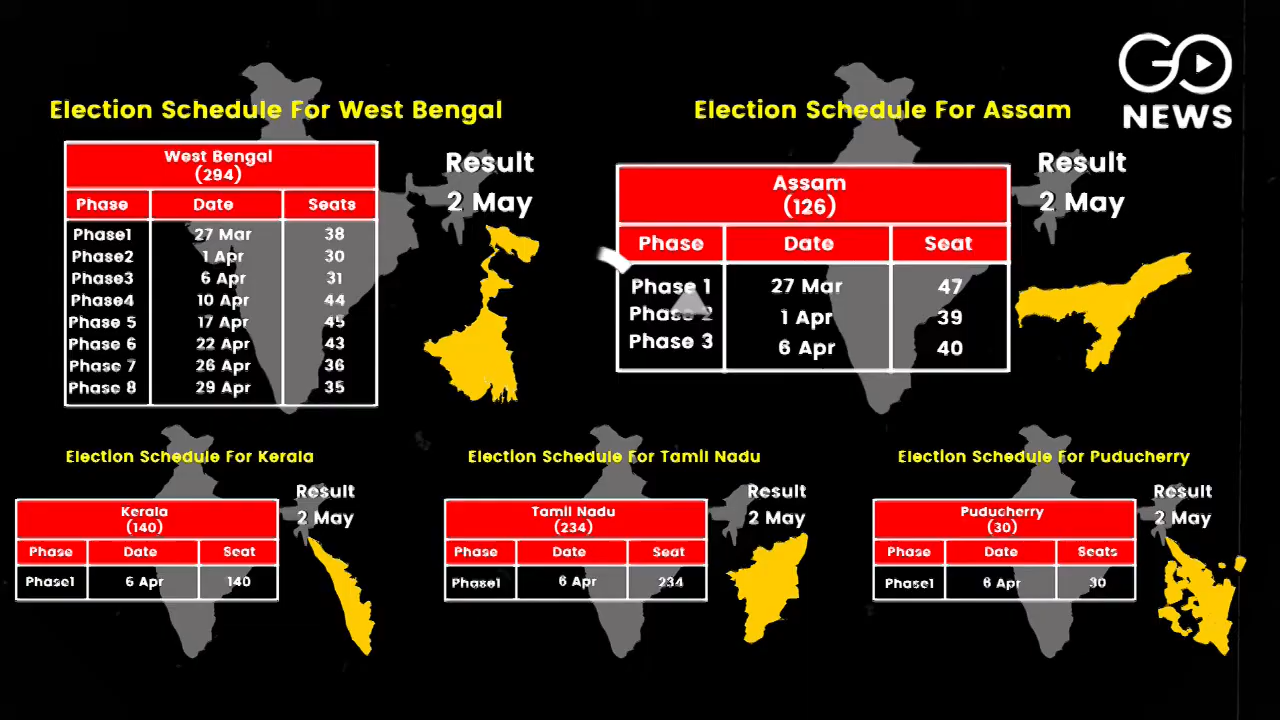 GO
NEWS
Election Schedule For West Bengal
West Bengal
(294)
Phase Date Seats
Phase1 27 Mar 38
Phase2 1 Apr 30
Phase3 6 Apr 31
Phase4 10 Apr 44
Phase 5 17 Apr 45
Phase 6 22 Apr 43
Phase 7 26 Apr 36
Phase 8 29 Apr 35
Result
2 May
Election Schedule For Assam
Assam
(126)
Phase Date Seat
Phase 1 27 Mar 47
Phase 2 1 Apr 39
Phase 3 6 Apr 40
Result
2 May
Election Schedule For Kerala
Kerala
(140)
Phase Date Seat
Phase1 6 Apr 140
Result
2 May
Election Schedule For Tamil Nadu
Tamil Nadu
(234)
Phase Date Seat
Phase1 6 Apr 234
Result
2 May
Election Schedule For Puducherry
Puducherry
(30)
Phase Date Seats
Phase1 6 Apr 30
Result
2 May